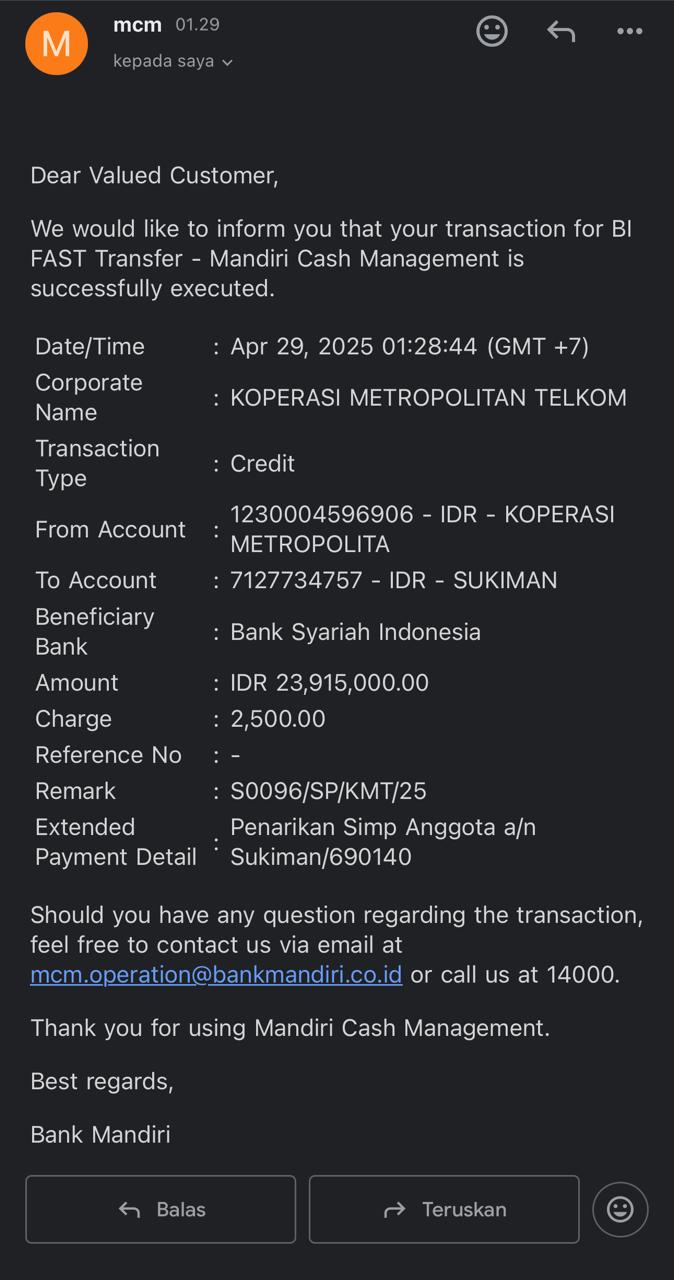 M
mcm 01.29
kepada saya
Dear Valued Customer,
We would like to inform you that your transaction for BI
FAST Transfer - Mandiri Cash Management is
successfully executed.
Date/Time : Apr 29, 2025 01:28:44 (GMT +7)
Corporate
Name : KOPERASI METROPOLITAN TELKOM
Transaction
Type : Credit
From Account : 1230004596906 - IDR - KOPERASI
METROPOLITA
To Account : 7127734757 - IDR - SUKIMAN
Beneficiary
Bank : Bank Syariah Indonesia
Amount : IDR 23,915,000.00
Charge : 2,500.00
Reference No : -
Remark : S0096/SP/KMT/25
Extended
Payment Detail : Penarikan Simp Anggota a/n
Sukiman/690140
Should you have any question regarding the transaction,
feel free to contact us via email at
mcm.operation@bankmandiri.co.id or call us at 14000.
Thank you for using Mandiri Cash Management.
Best regards,
Bank Mandiri
Balas Teruskan